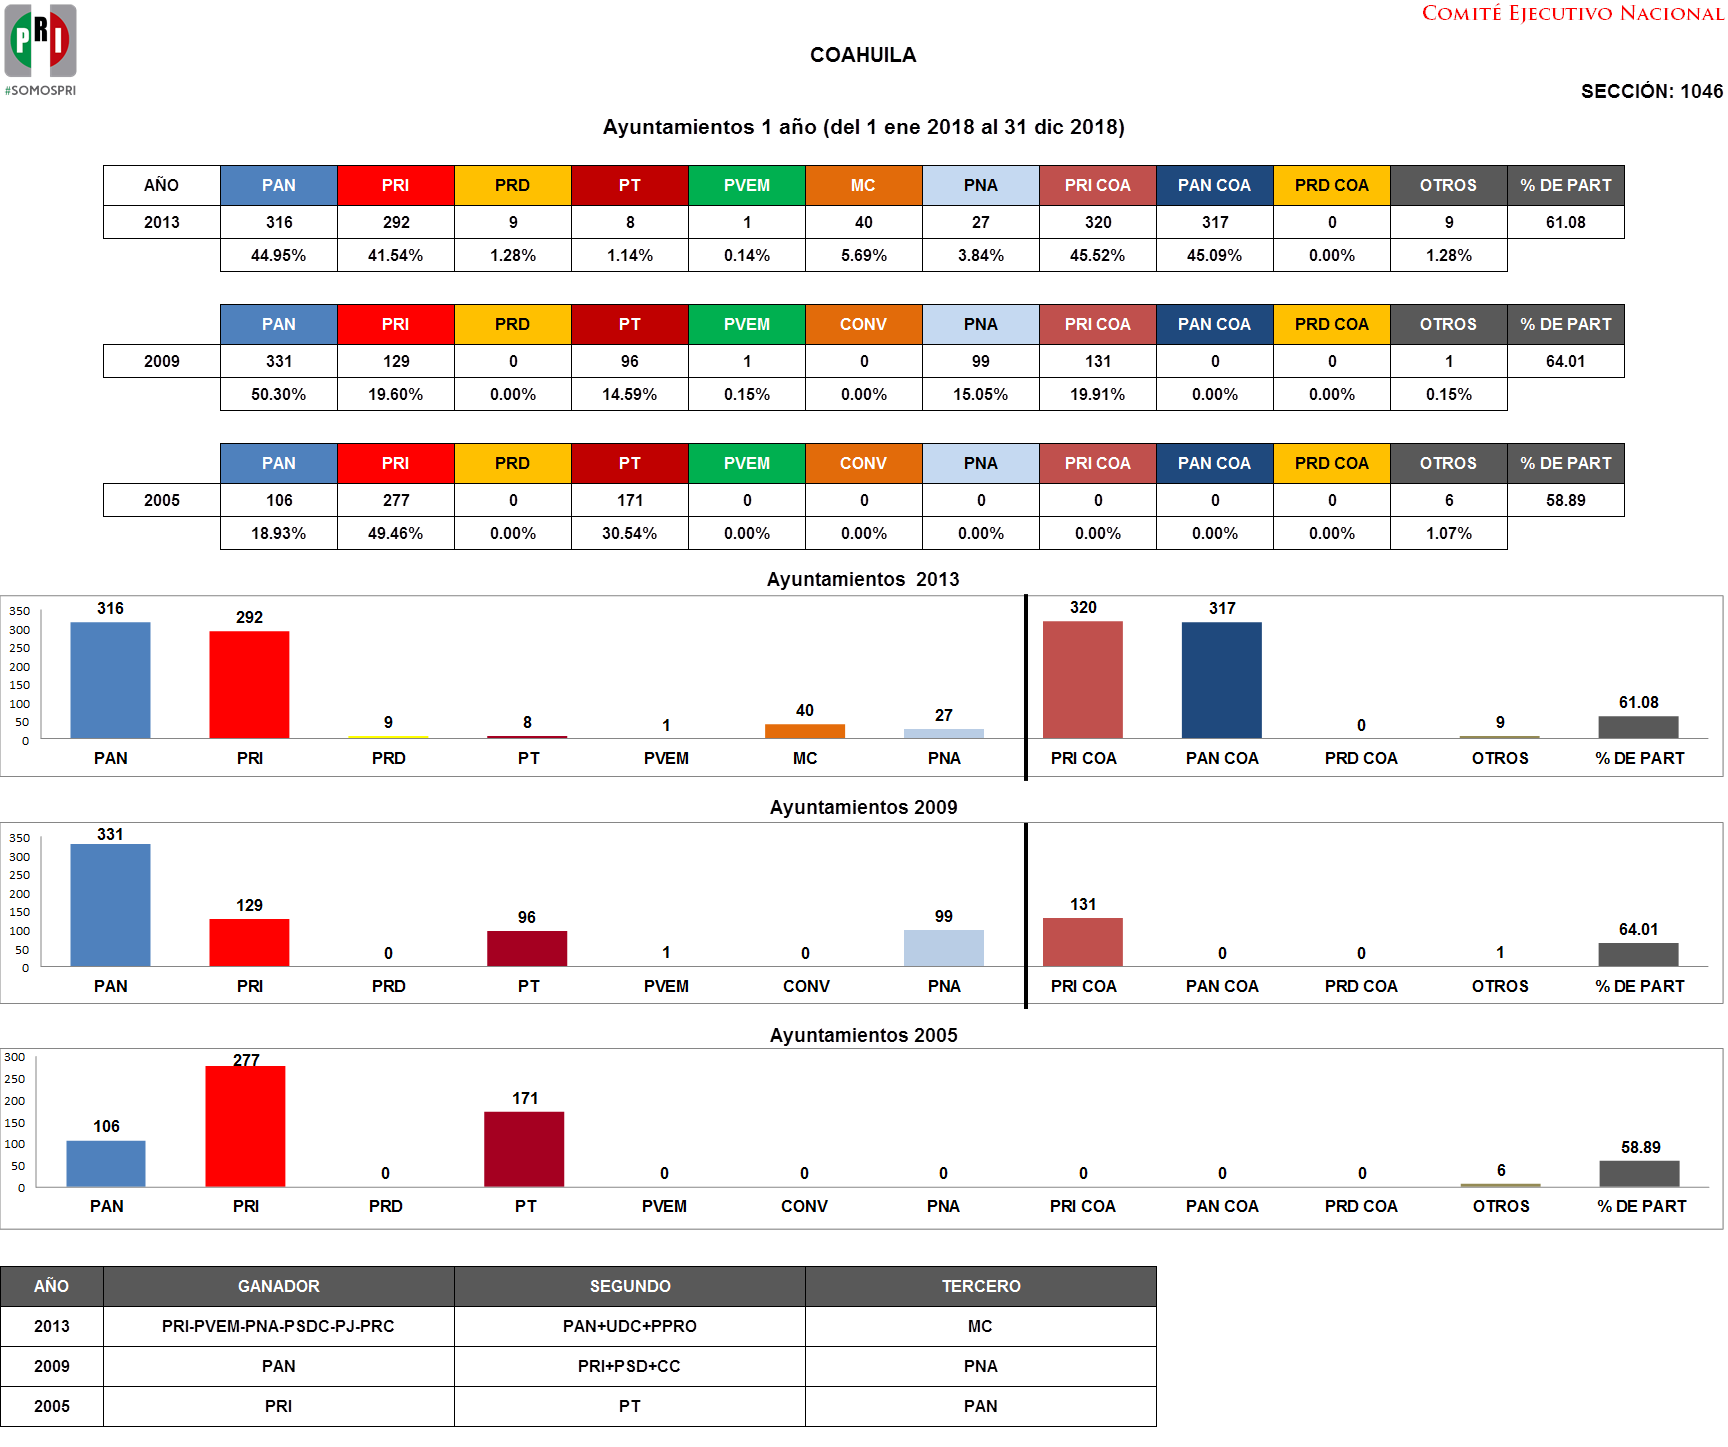 COMITÉ EJECUTIVO NACIONAL
PRI
#SOMOSPRI
COAHUILA
SECCIÓN: 1046
Ayuntamientos 1 año (del 1 ene 2018 al 31 dic 2018)
AÑO PAN PRI PRD PT PVEM MC PNA PRI COA PAN COA PRD COA OTROS % DE PART
2013 316 292 9 8 1 40 27 320 317 0 9 61.08
44.95% 41.54% 1.28% 1.14% 0.14% 5.69% 3.84% 45.52% 45.09% 0.00% 1.28%
PAN PRI PRD PT PVEM CONV PNA PRI COA PAN COA PRD COA OTROS % DE PART
2009 331 129 0 96 1 0 99 131 0 0 1 64.01
50.30% 19.60% 0.00% 14.59% 0.15% 0.00% 15.05% 19.91% 0.00% 0.00% 0.15%
PAN PRI PRD PT PVEM CONV PNA PRI COA PAN COA PRD COA OTROS % DE PART
2005 106 277 0 171 0 0 0 0 0 0 6 58.89
18.93% 49.46% 0.00% 30.54% 0.00% 0.00% 0.00% 0.00% 0.00% 0.00% 1.07%
Ayuntamientos 2013
350
300
250
200
150
100
50
0
316 292 9 8 1 40 27 320 317 0 9 61.08
PAN PRI PRD PT PVEM MC PNA PRI COA PAN COA PRD COA OTROS % DE PART
Ayuntamientos 2009
350
300
250
200
150
100
50
0
331 129 0 96 1 0 99 131 0 0 1 64.01
PAN PRI PRD PT PVEM CONV PNA PRI COA PAN COA PRD COA OTROS % DE PART
Ayuntamientos 2005
300
250
200
150
100
50
0
106 277 0 171 0 0 0 0 0 0 6 58.89
PAN PRI PRD PT PVEM CONV PNA PRI COA PAN COA PRD COA OTROS % DE PART
AÑO GANADOR SEGUNDO TERCERO
2013 PRI-PVEM-PNA-PSDC-PJ-PRC PAN+UDC+PPRO MC
2009 PAN PRI+PSD+CC PNA
2005 PRI PT PAN